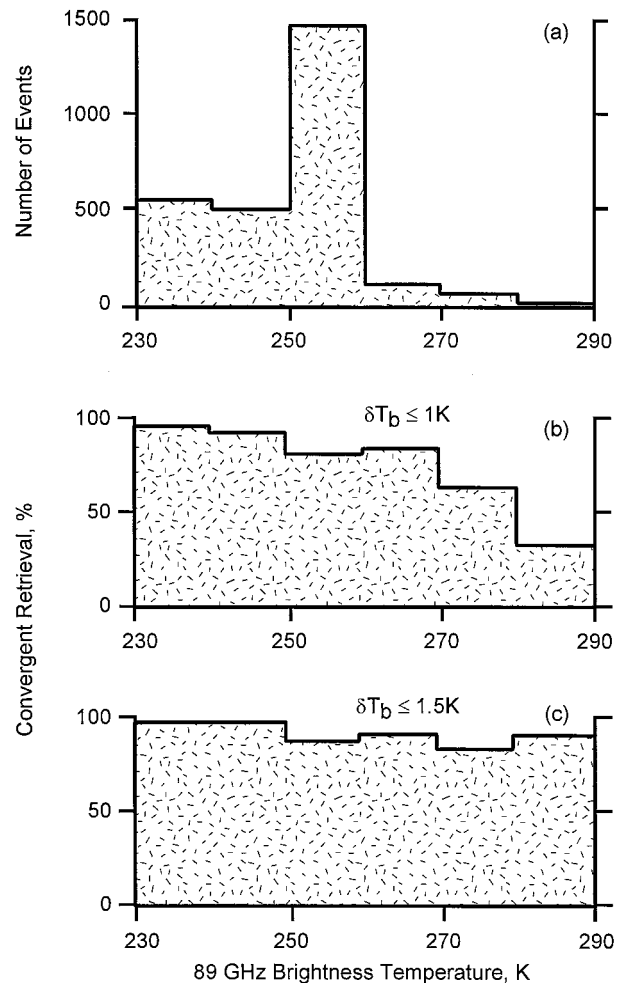 1500
(a)
1000
Number of Events
500
0
230 250 270 290
100
δTb ≤ 1K
(b)
50
0
230 250 270 290
Convergent Retrieval, %
100
δTb ≤ 1.5K
(c)
50
0
230 250 270 290
89 GHz Brightness Temperature, K